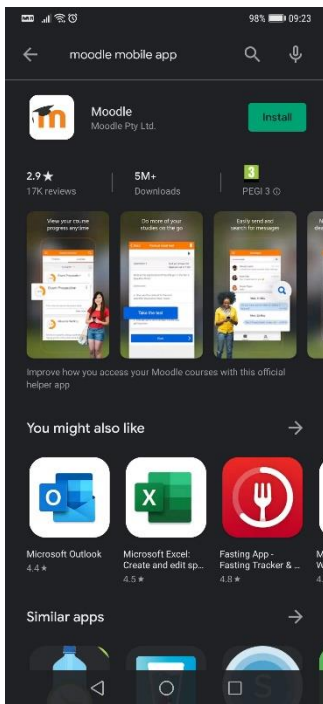 98% 09:23
moodle mobile app
Moodle
Moodle Pty Ltd.
Install
2.9★
17K reviews
5M+
Downloads
3
PEGI 3
View your course
progress anytime
Do more of your
studies on the go
Easily send and
search for messages
Take the test
Improve how you access your Moodle courses with this official
helper app
You might also like
Microsoft Outlook
4.4★
Microsoft Excel:
Create and edit sp...
4.5★
Fasting App -
Fasting Tracker & ...
4.8★
Similar apps